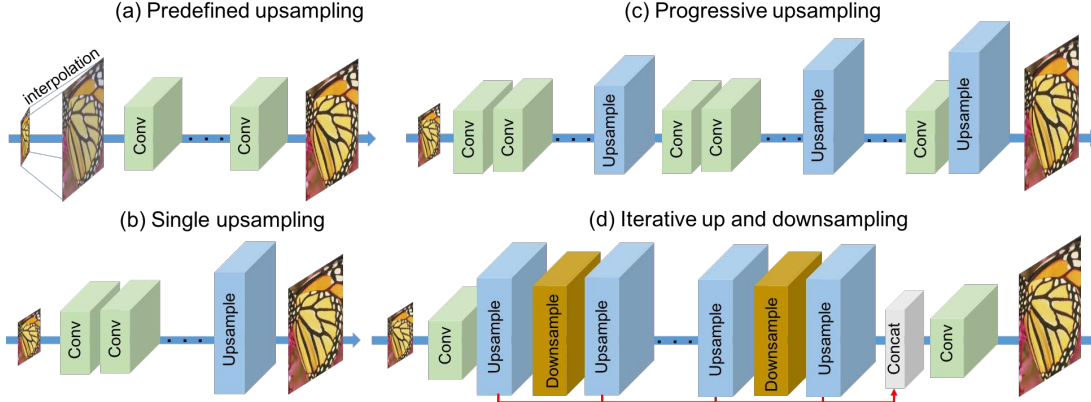 (a) Predefined upsampling
interpolation
Conv
Conv
(c) Progressive upsampling
Conv
Conv
Upsample
Conv
Conv
Upsample
Conv
Upsample
(b) Single upsampling
Conv
Conv
Upsample
(d) Iterative up and downsampling
Conv
Upsample
Downsample
Upsample
Upsample
Downsample
Upsample
Concat
Conv